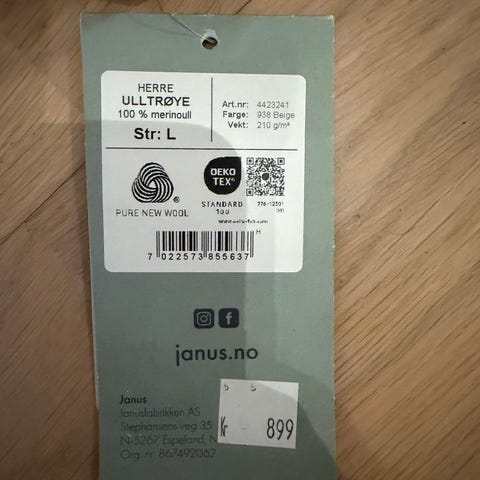 HERRE
ULLTRØYE
100 % merinoull
Str: L
Art.nr: 4423241
Farge: 938 Beige
Vekt: 210 g/m²
PURE NEW WOOL
®
OEKO
TEX®
STANDARD
100
7 022573 855637
H
janus.no
Janus
Janusfabrikken AS
Stephansens veg 35
N-5267 Espeland, N
Org. nr. 867492062
Kr 899